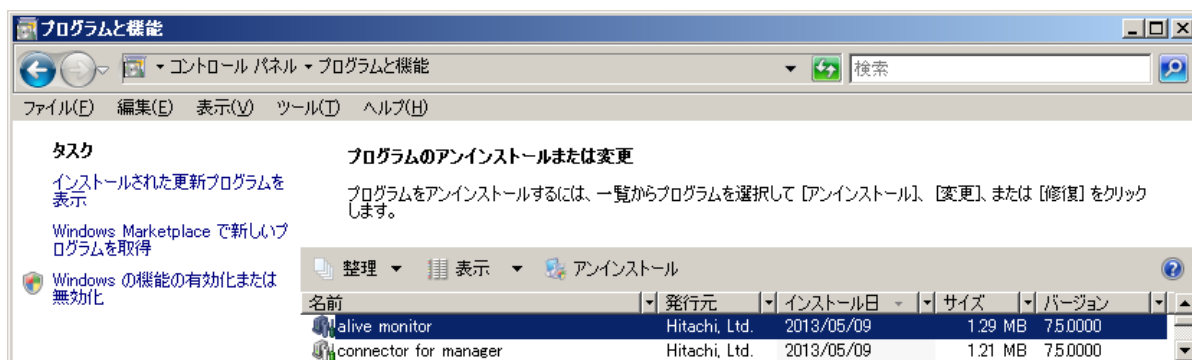 プログラムと機能
コントロール パネル ▾ プログラムと機能
検索
ファイル(F) 編集(E) 表示(V) ツール(T) ヘルプ(H)
タスク
インストールされた更新プログラムを
表示
Windows Marketplace で新しいプ
ログラムを取得
Windows の機能の有効化または
無効化
プログラムのアンインストールまたは変更
プログラムをアンインストールするには、一覧からプログラムを選択して [アンインストール]、[変更]、または [修復] をクリック
します。
整理 表示 アンインストール
名前 発行元 インストール日 サイズ バージョン
alive monitor Hitachi, Ltd. 2013/05/09 1.29 MB 7.5.0000
connector for manager Hitachi, Ltd. 2013/05/09 1.21 MB 7.5.0000